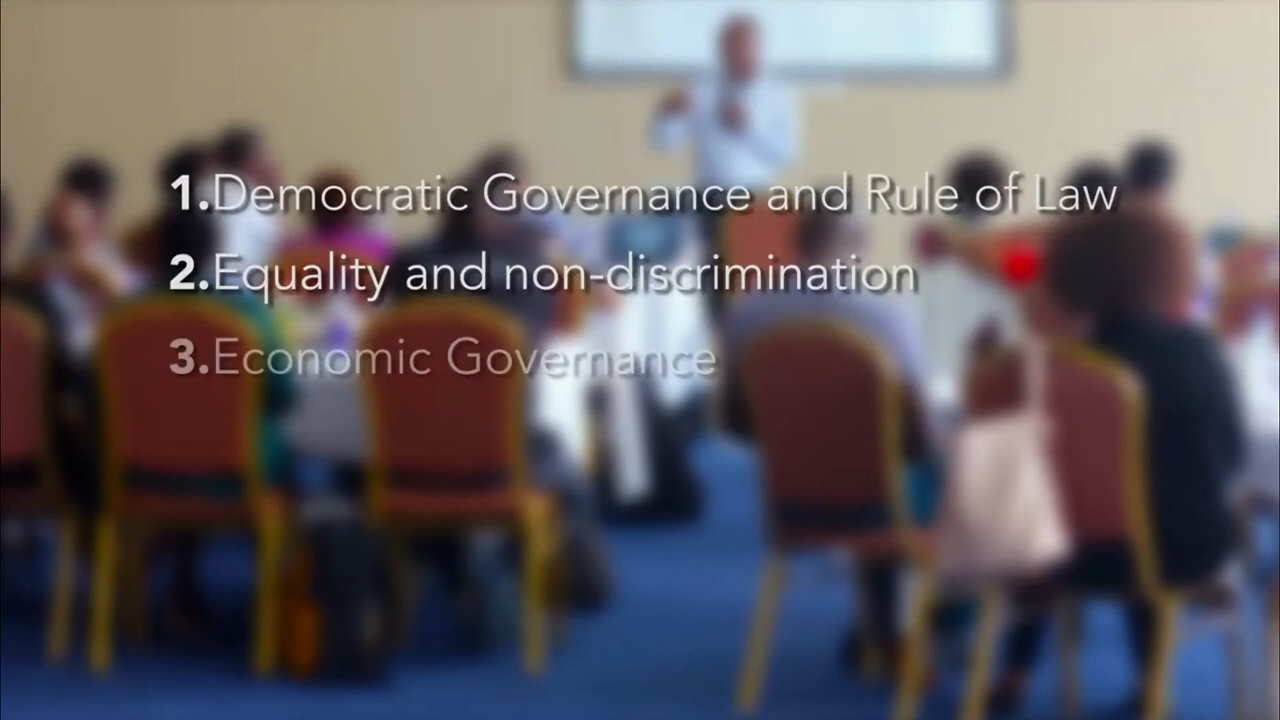 1.Democratic Governance and Rule of Law
2.Equality and non-discrimination
3.Economic Governance